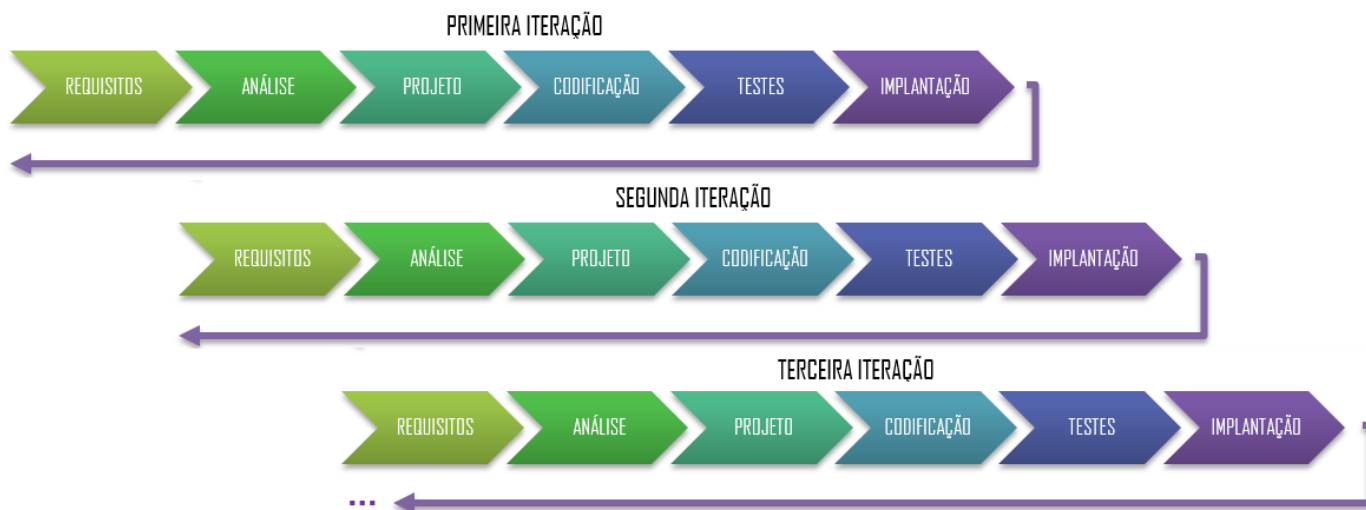 PRIMEIRA ITERAÇÃO
REQUISITOS ANÁLISE PROJETO CODIFICAÇÃO TESTES IMPLANTAÇÃO
SEGUNDA ITERAÇÃO
REQUISITOS ANÁLISE PROJETO CODIFICAÇÃO TESTES IMPLANTAÇÃO
TERCEIRA ITERAÇÃO
REQUISITOS ANÁLISE PROJETO CODIFICAÇÃO TESTES IMPLANTAÇÃO
...